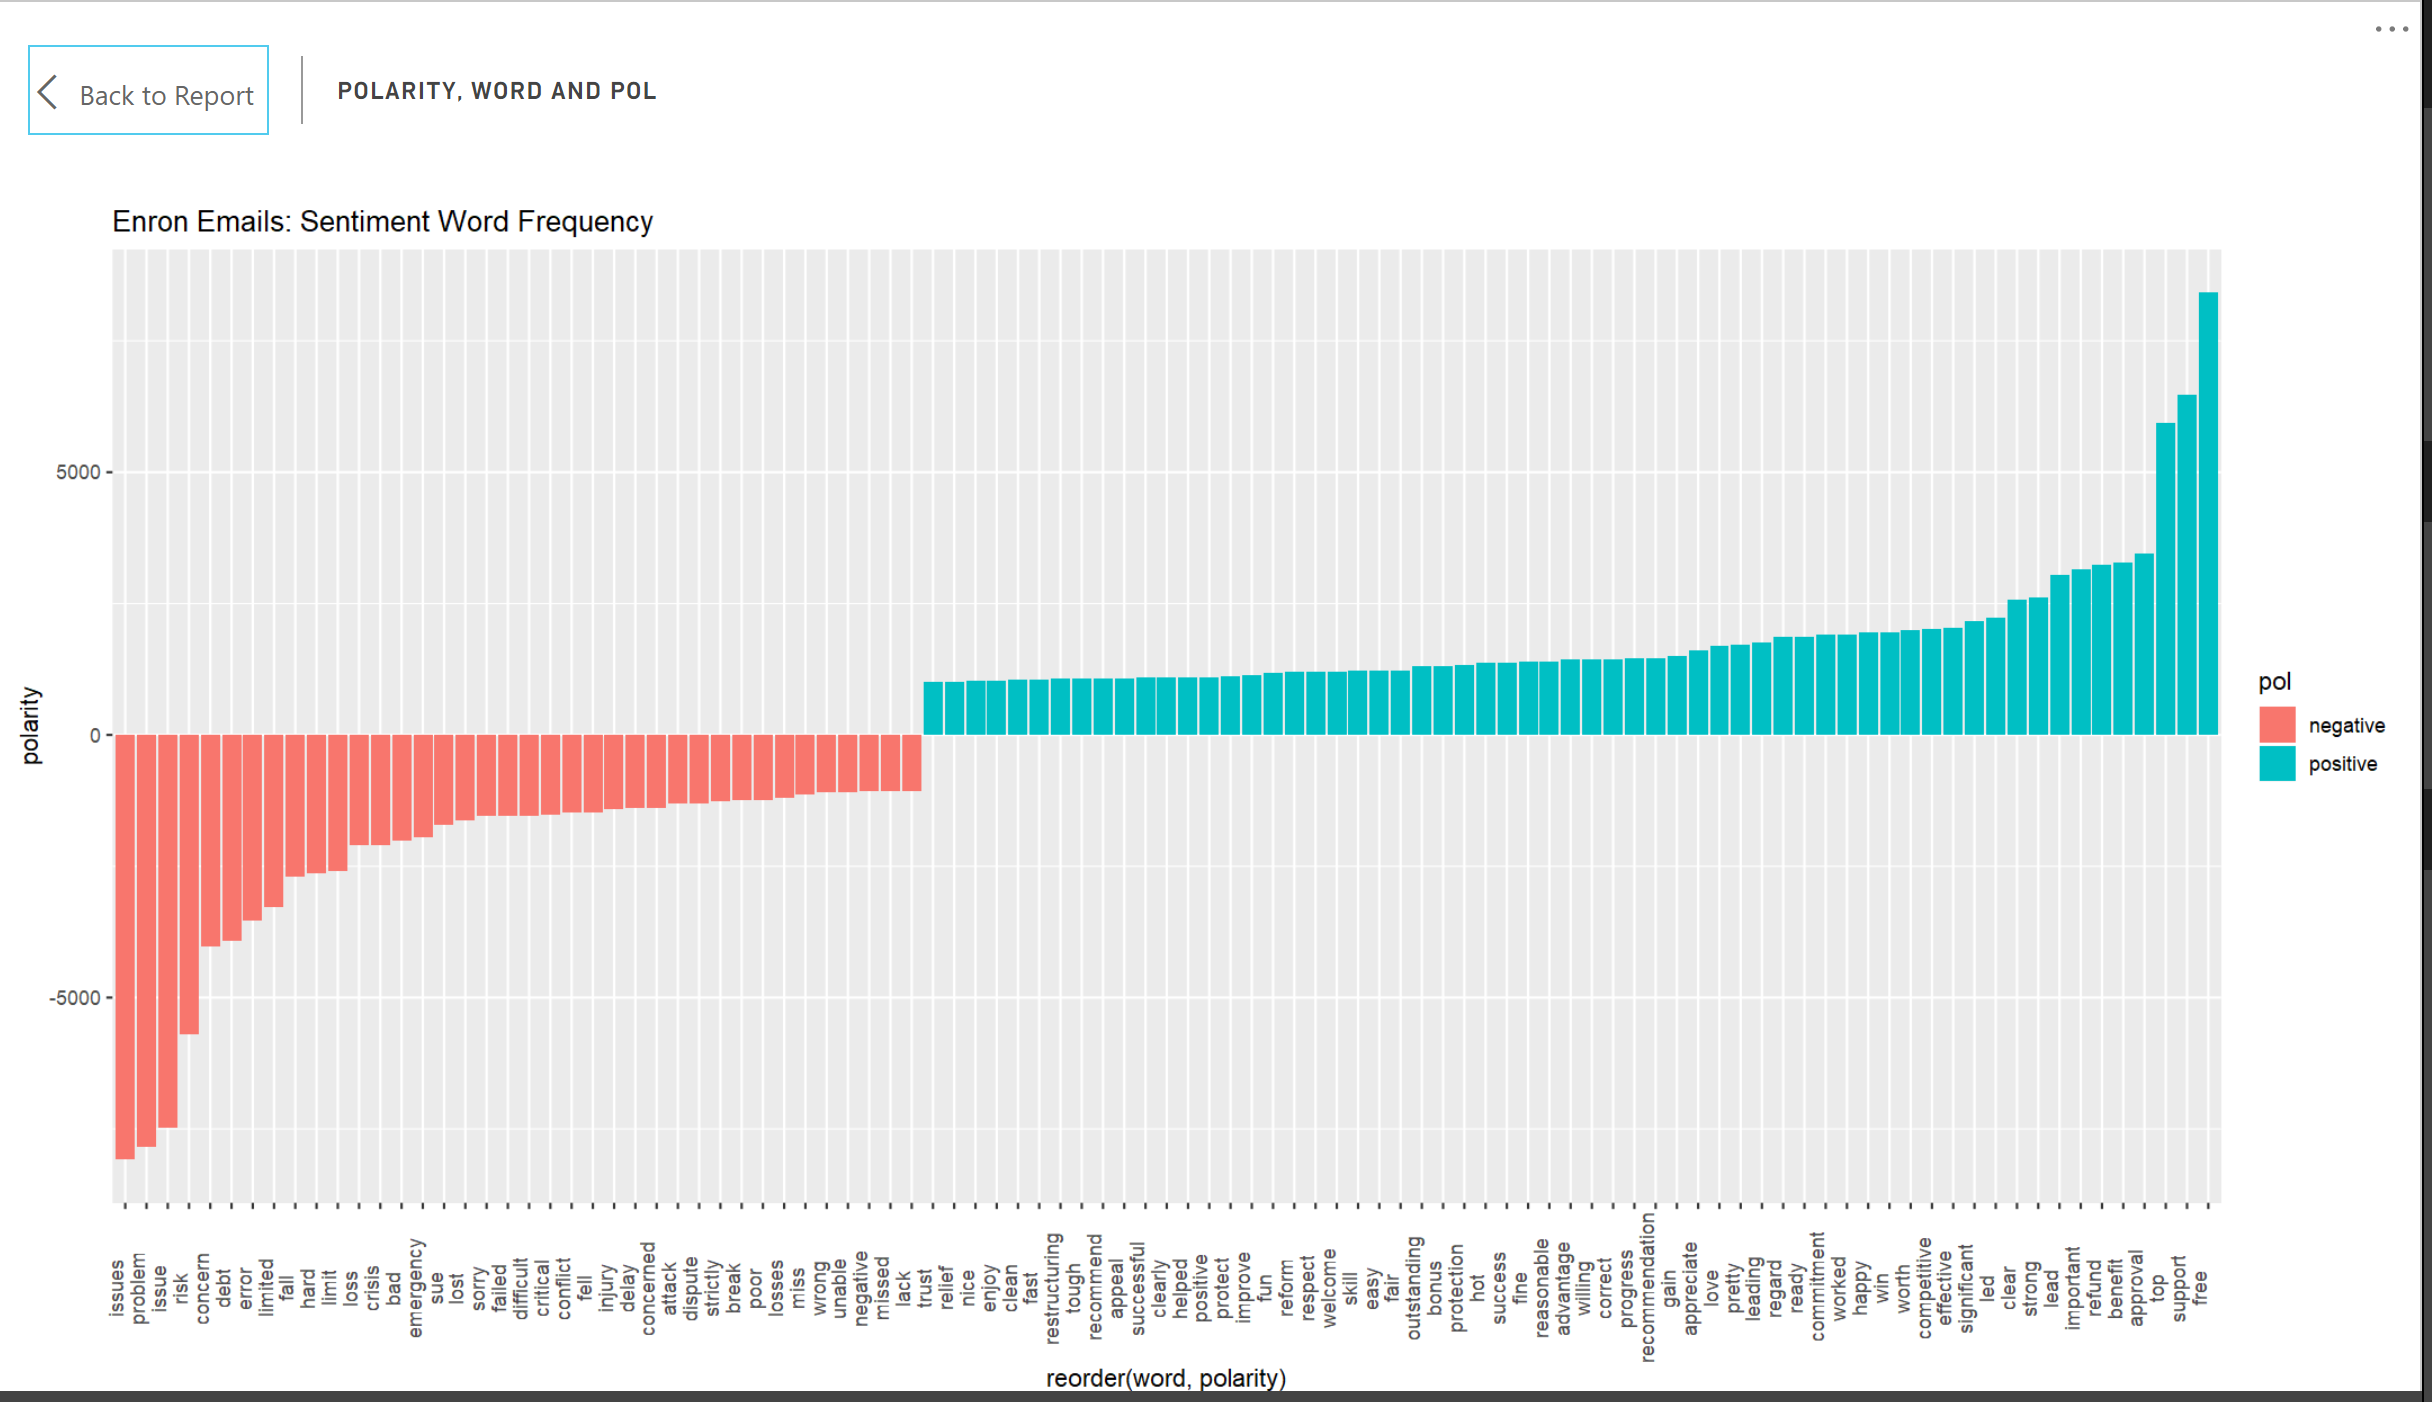 Back to Report
POLARITY, WORD AND POL
Enron Emails: Sentiment Word Frequency
polarity
5000
0
-5000
issues
problem
issue
risk
concern
debt
error
limited
fall
hard
limit
loss
crisis
bad
emergency
sue
lost
sorry
failed
difficult
critical
conflict
fell
injury
delay
concerned
attack
dispute
strictly
break
poor
losses
miss
wrong
unable
negative
missed
lack
trust
relief
nice
enjoy
clean
fast
restructuring
tough
recommend
appeal
successful
clearly
helped
positive
protect
improve
fun
reform
respect
welcome
skill
easy
fair
outstanding
bonus
protection
hot
success
fine
reasonable
advantage
willing
correct
progress
recommendation
gain
appreciate
love
pretty
leading
regard
ready
commitment
worked
happy
win
worth
competitive
effective
significant
led
clear
strong
lead
important
refund
benefit
approval
top
support
free
reorder(word, polarity)
pol
negative
positive